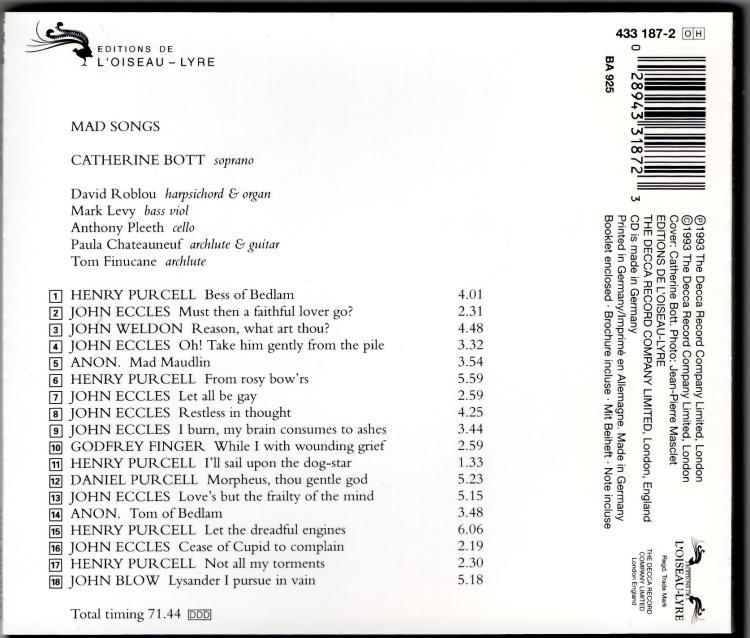 EDITIONS DE
L'OISEAU-LYRE
433 187-2 OH
MAD SONGS
CATHERINE BOTT soprano
David Roblou harpsichord & organ
Mark Levy bass viol
Anthony Pleeth cello
Paula Chateauneuf archlute & guitar
Tom Finucane archlute
1 HENRY PURCELL Bess of Bedlam 4.01
2 JOHN ECCLES Must then a faithful lover go? 2.31
3 JOHN WELDON Reason, what art thou? 4.48
4 JOHN ECCLES Oh! Take him gently from the pile 3.32
5 ANON. Mad Maudlin 3.54
6 HENRY PURCELL From rosy bow'rs 5.59
7 JOHN ECCLES Let all be gay 2.59
8 JOHN ECCLES Restless in thought 4.25
9 JOHN ECCLES I burn, my brain consumes to ashes 3.44
10 GODFREY FINGER While I with wounding grief 2.59
11 HENRY PURCELL I'll sail upon the dog-star 1.33
12 DANIEL PURCELL Morpheus, thou gentle god 5.23
13 JOHN ECCLES Love's but the frailty of the mind 5.15
14 ANON. Tom of Bedlam 3.48
15 HENRY PURCELL Let the dreadful engines 6.06
16 JOHN ECCLES Cease of Cupid to complain 2.19
17 HENRY PURCELL Not all my torments 2.30
18 JOHN BLOW Lysander I pursue in vain 5.18
Total timing 71.44 DDD
0 28943 31872 3
BA 925
℗1993 The Decca Record Company Limited, London
©1993 The Decca Record Company Limited, London
Cover: Catherine Bott. Photo: Jean-Pierre Masclet
EDITIONS DE L'OISEAU-LYRE
THE DECCA RECORD COMPANY LIMITED, London, England
CD is made in Germany
Printed in Germany/Imprimé en Allemagne. Made in Germany
Booklet enclosed · Brochure incluse · Mit Beiheft · Note incluse
EDITIONS DE
L'OISEAU-LYRE
Regd. Trade Mark
THE DECCA RECORD
COMPANY LIMITED
London England